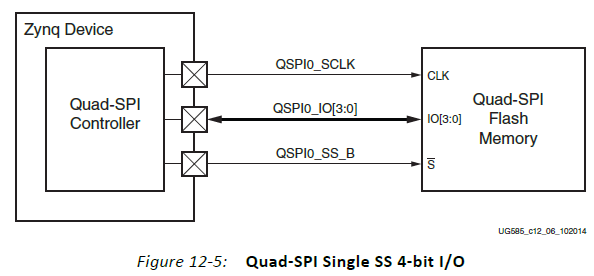 Zynq Device
Quad-SPI
Controller
QSPI0_SCLK
QSPI0_IO[3:0]
QSPI0_SS_B
CLK
IO[3:0]
S̅
Quad-SPI
Flash
Memory
UG585_c12_06_102014
Figure 12-5: Quad-SPI Single SS 4-bit I/O